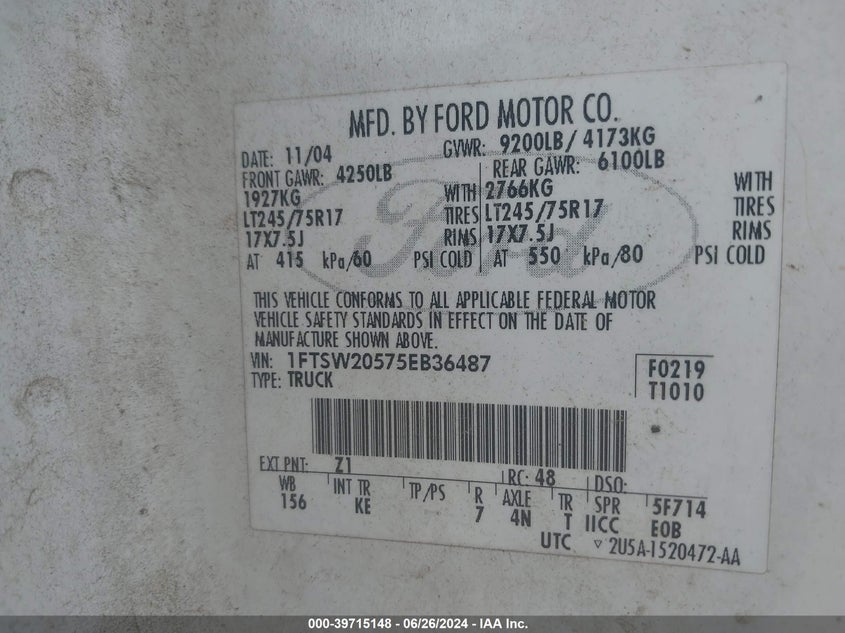 MFD. BY FORD MOTOR CO.
DATE: 11/04 GVWR: 9200LB/ 4173KG
FRONT GAWR: 4250LB REAR GAWR: 6100LB
1927KG WITH 2766KG WITH
LT245/75R17 TIRES LT245/75R17 TIRES
17X7.5J RIMS 17X7.5J RIMS
AT 415 kPa/60 PSI COLD AT 550 kPa/80 PSI COLD
Ford
THIS VEHICLE CONFORMS TO ALL APPLICABLE FEDERAL MOTOR
VEHICLE SAFETY STANDARDS IN EFFECT ON THE DATE OF
MANUFACTURE SHOWN ABOVE.
VIN: 1FTSW20575EB36487 F0219
TYPE: TRUCK T1010
EXT PNT: Z1 RC: 48 DSO:
WB INT TR TP/PS R AXLE TR SPR 5F714
156 KE 7 4N T IICC E0B
UTC ▽ 2U5A-1520472-AA
000-39715148 - 06/26/2024 - IAA Inc.